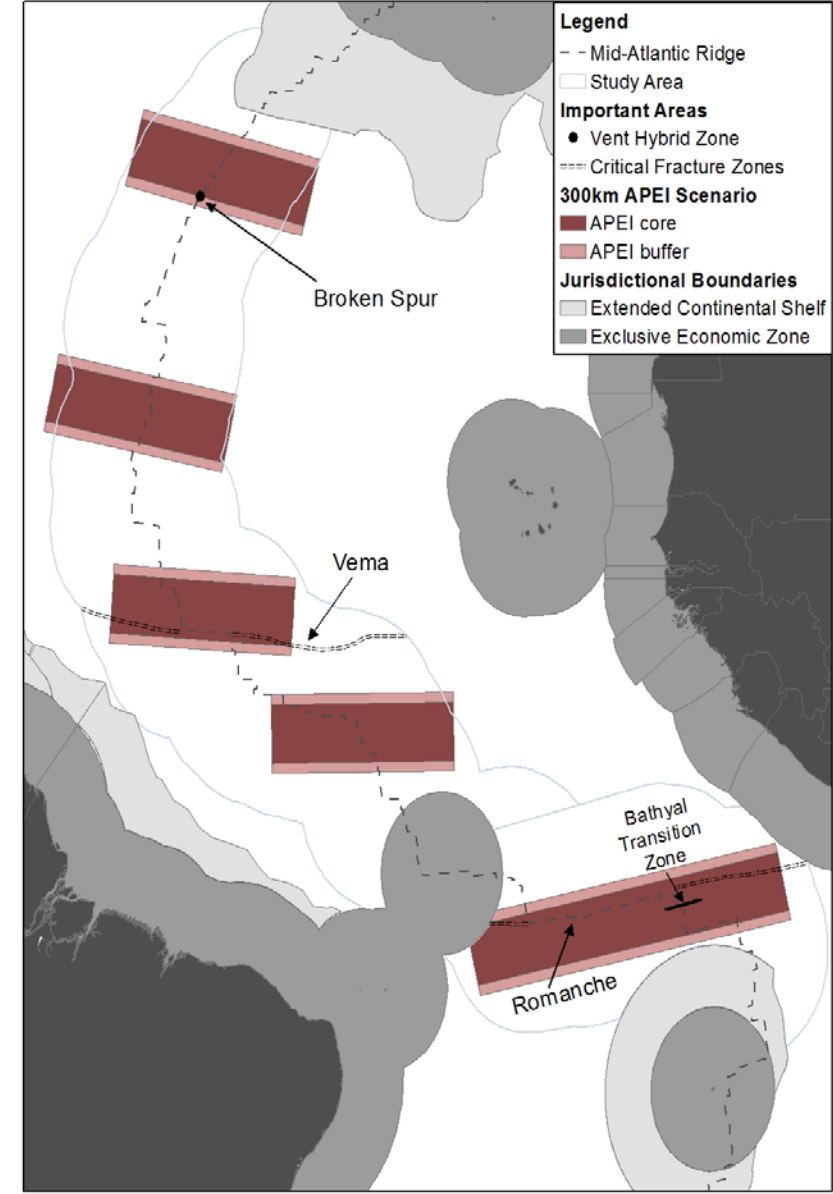 Legend
Mid-Atlantic Ridge
Study Area
Important Areas
Vent Hybrid Zone
Critical Fracture Zones
300km APEI Scenario
APEI core
APEI buffer
Jurisdictional Boundaries
Extended Continental Shelf
Exclusive Economic Zone
Broken Spur
Vema
Bathyal
Transition
Zone
Romanche